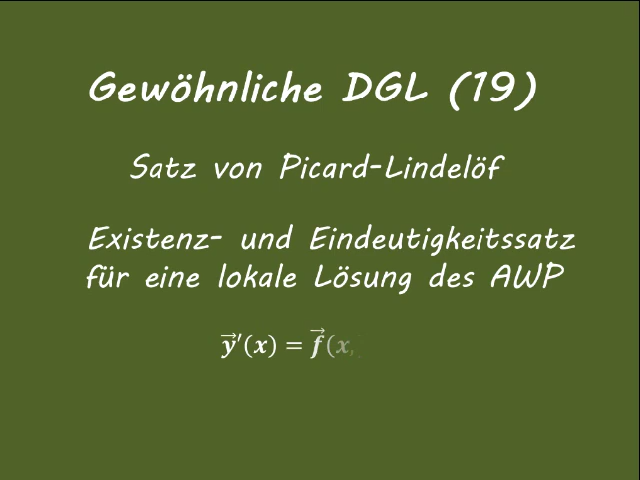 Gewöhnliche DGL (19)
Satz von Picard-Lindelöf
Existenz- und Eindeutigkeitssatz
für eine lokale Lösung des AWP
y⃗′(x) = f⃗(x,